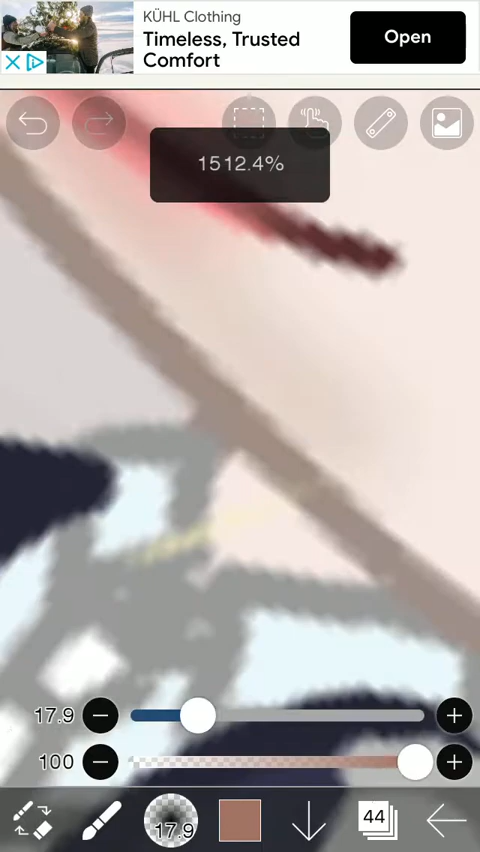 KÜHL Clothing
Timeless, Trusted
Comfort
Open
1512.4%
17.9
100
17.9
44